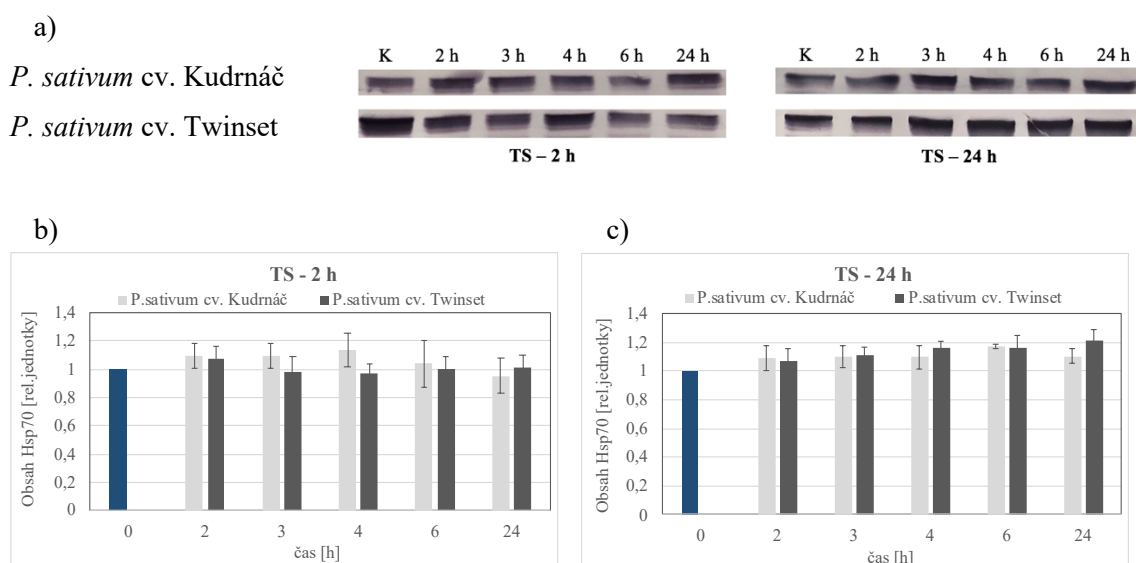 a)
K 2 h 3 h 4 h 6 h 24 h
K 2 h 3 h 4 h 6 h 24 h
P. sativum cv. Kudrnáč
P. sativum cv. Twinset
TS – 2 h
TS – 24 h
b)
TS - 2 h
P.sativum cv. Kudrnáč P.sativum cv. Twinset
Obsah Hsp70 [rel.jednotky]
1,4
1,2
1
0,8
0,6
0,4
0,2
0
0 2 3 4 6 24
čas [h]
c)
TS - 24 h
P.sativum cv. Kudrnáč P.sativum cv. Twinset
Obsah Hsp70 [rel.jednotky]
1,4
1,2
1
0,8
0,6
0,4
0,2
0
0 2 3 4 6 24
čas [h]